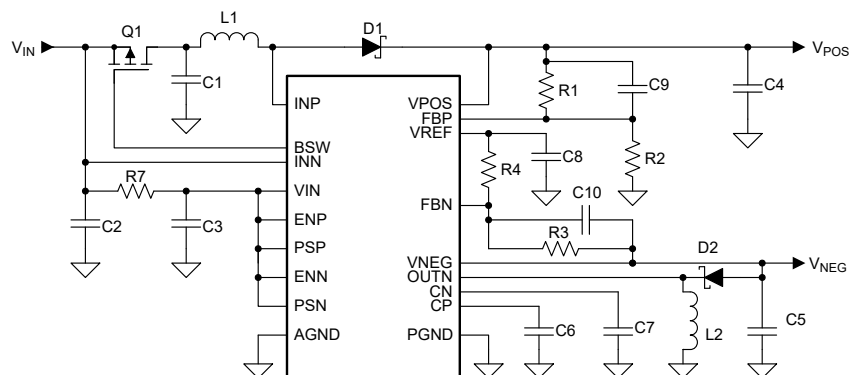 Q1
L1
D1
VIN
VPOS
C1
C9
C4
R1
INP
VPOS
FBP
VREF
BSW
INN
R4
C8
R2
R7
VIN
C10
FBN
C2
C3
ENP
R3
D2
PSP
VNEG
VNEG
OUTN
ENN
CN
CP
PSN
AGND
PGND
C6
C7
L2
C5